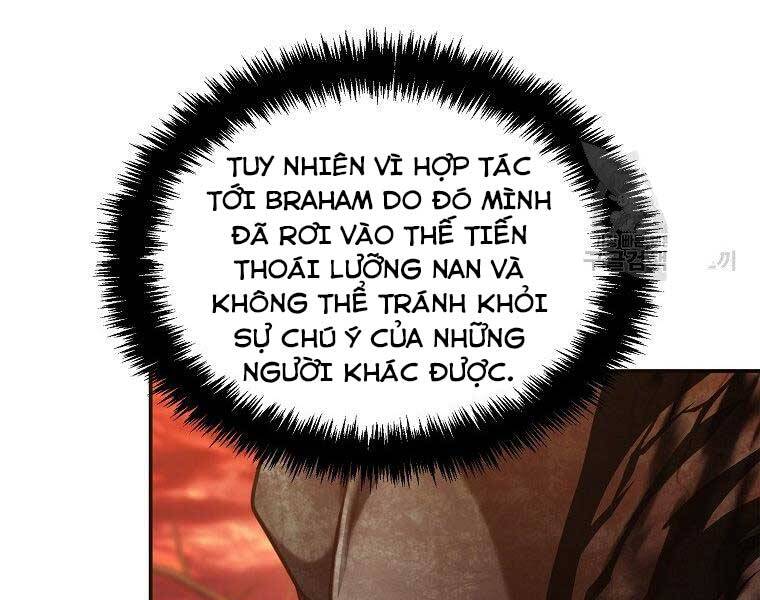 TUY NHIÊN VÌ HỢP TÁC
TỚI BRAHAM DO ĐÓ MÌNH
ĐÃ RƠI VÀO THẾ TIẾN
THOÁI LƯỠNG NAN VÀ
KHÔNG THỂ TRÁNH KHỎI
SỰ CHÚ Ý CỦA NHỮNG
NGƯỜI KHÁC ĐƯỢC.